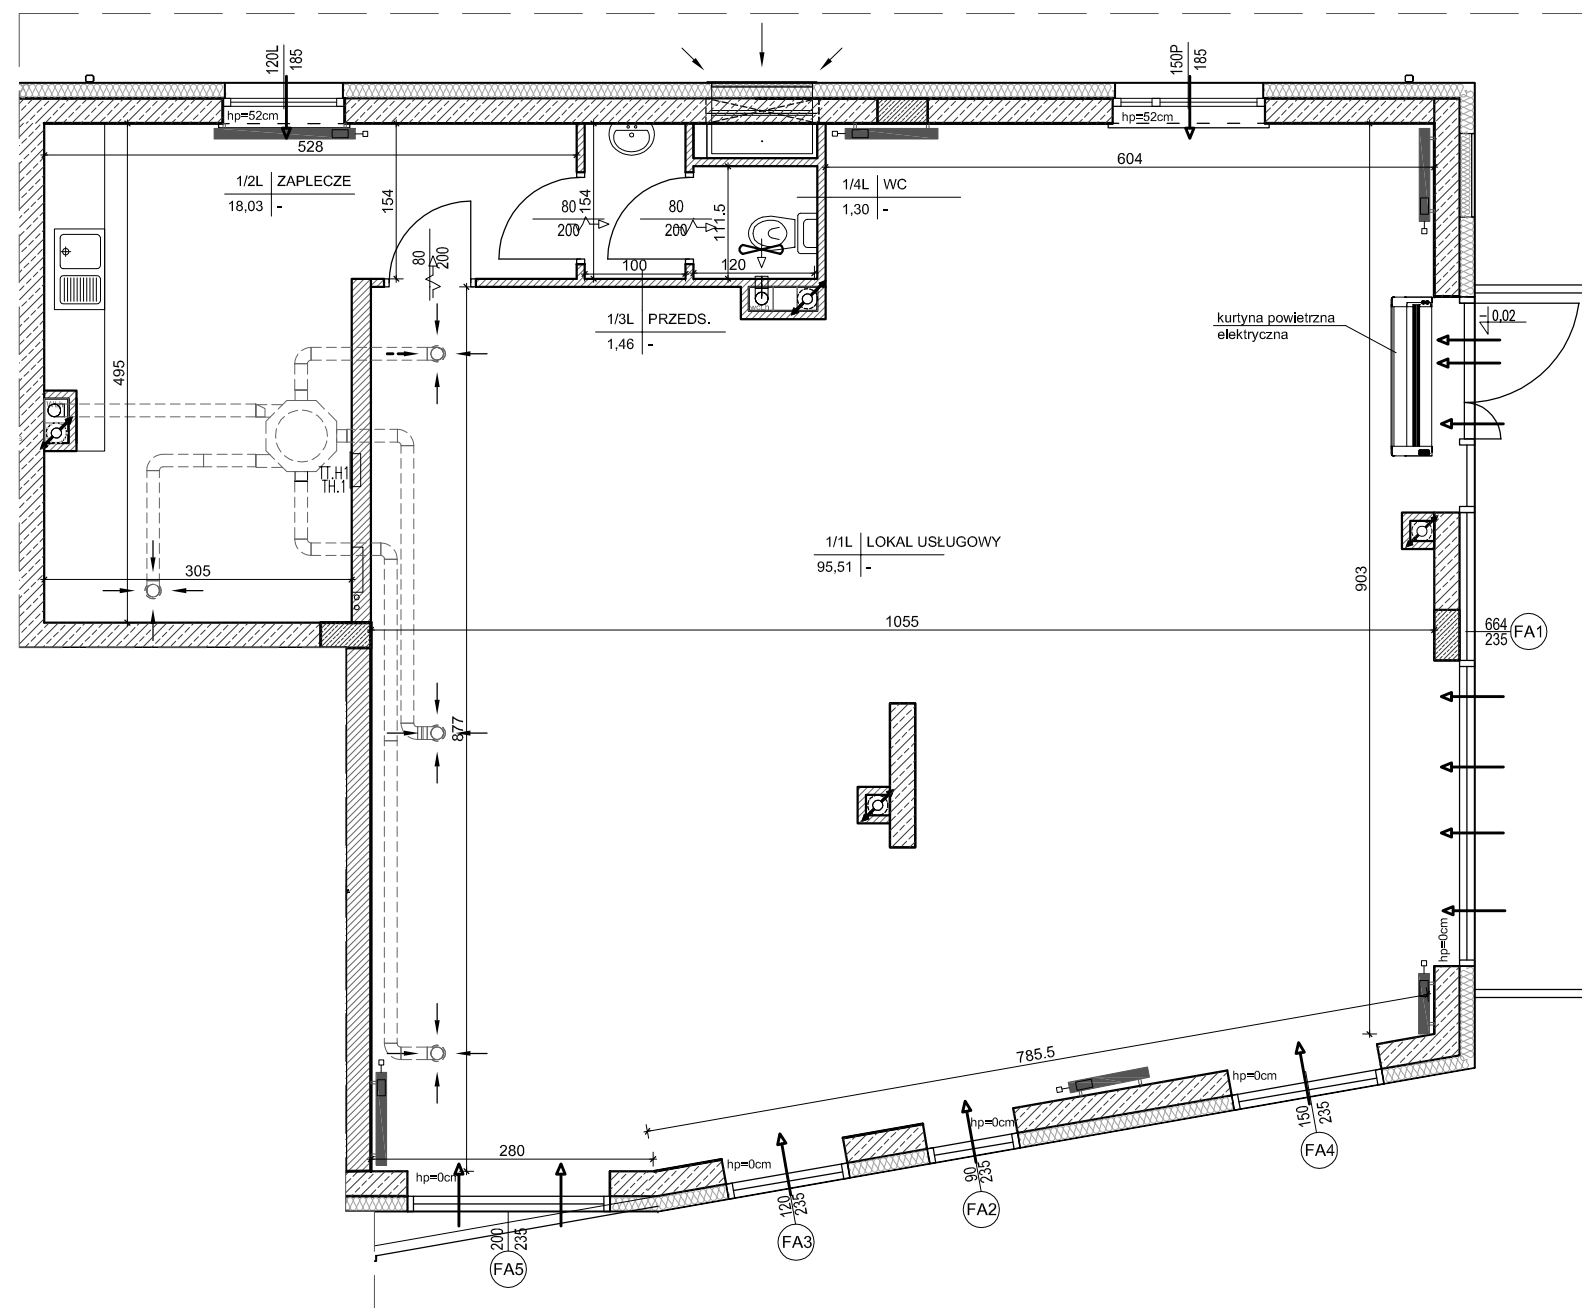 120L
185
150P
185
hp=52cm
hp=52cm
528
604
1/2L ZAPLECZE
18,03 -
154
154
80
200
80
200
111.5
1/4L WC
1,30 -
80
200
100
120
1/3L PRZEDS.
1,46 -
kurtyna powietrzna
elektryczna
- 0,02
495
TT.H1
TH.1
1/1L LOKAL USŁUGOWY
95,51 -
305
903
1055
664
235
FA1
877
hp=0cm
785.5
hp=0cm
hp=0cm
150
235
FA4
280
hp=0cm
hp=0cm
90
235
FA2
120
235
FA3
200
235
FA5